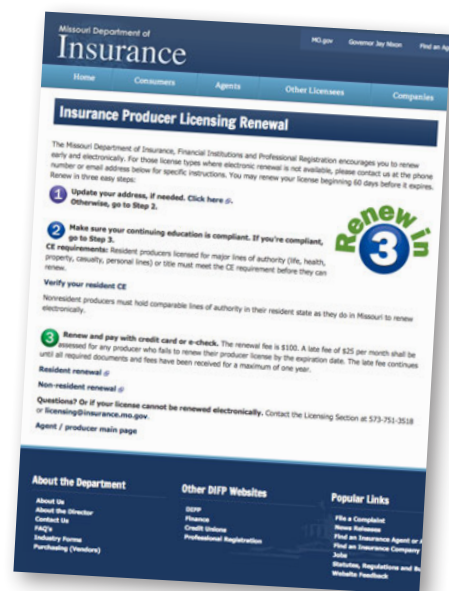 Missouri Department of
Insurance
MO.gov Governor Jay Nixon Find an Ag
Home Consumers Agents Other Licensees Companies
Insurance Producer Licensing Renewal
The Missouri Department of Insurance, Financial Institutions and Professional Registration encourages you to renew
early and electronically. For those license types where electronic renewal is not available, please contact us at the phone
number or email address below for specific instructions. You may renew your license beginning 60 days before it expires.
Renew in three easy steps:
1 Update your address, if needed. Click here
Otherwise, go to Step 2.
2 Make sure your continuing education is compliant. If you're compliant,
go to Step 3.
CE requirements: Resident producers licensed for major lines of authority (life, health,
property, casualty, personal lines) or title must meet the CE requirement before they can
renew.
Renew in
3
Verify your resident CE
Nonresident producers must hold comparable lines of authority in their resident state as they do in Missouri to renew
electronically.
3 Renew and pay with credit card or e-check. The renewal fee is $100. A late fee of $25 per month shall be
assessed for any producer who fails to renew their producer license by the expiration date. The late fee continues
until all required documents and fees have been received for a maximum of one year.
Resident renewal
Non-resident renewal
Questions? Or if your license cannot be renewed electronically. Contact the Licensing Section at 573-751-3518
or licensing@insurance.mo.gov.
Agent / producer main page
About the Department
About Us
About the Director
Contact Us
FAQ's
Industry Forms
Purchasing (Vendors)
Other DIFP Websites
DIFP
Finance
Credit Unions
Professional Registration
Popular Links
File a Complaint
News Releases
Find an Insurance Agent or A
Find an Insurance Company
Jobs
Statutes, Regulations and Bu
Website Feedback